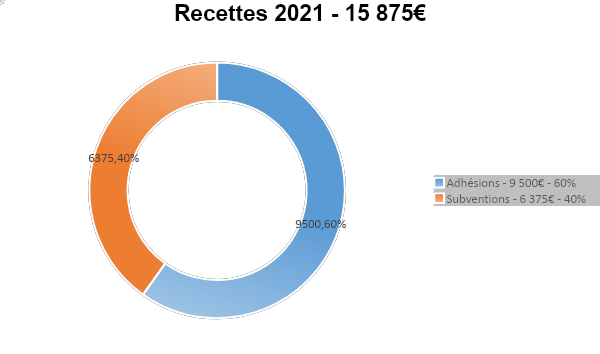 Recettes 2021 - 15 875€
6375,40%
9500,60%
Adhésions - 9 500€ - 60%
Subventions - 6 375€ - 40%